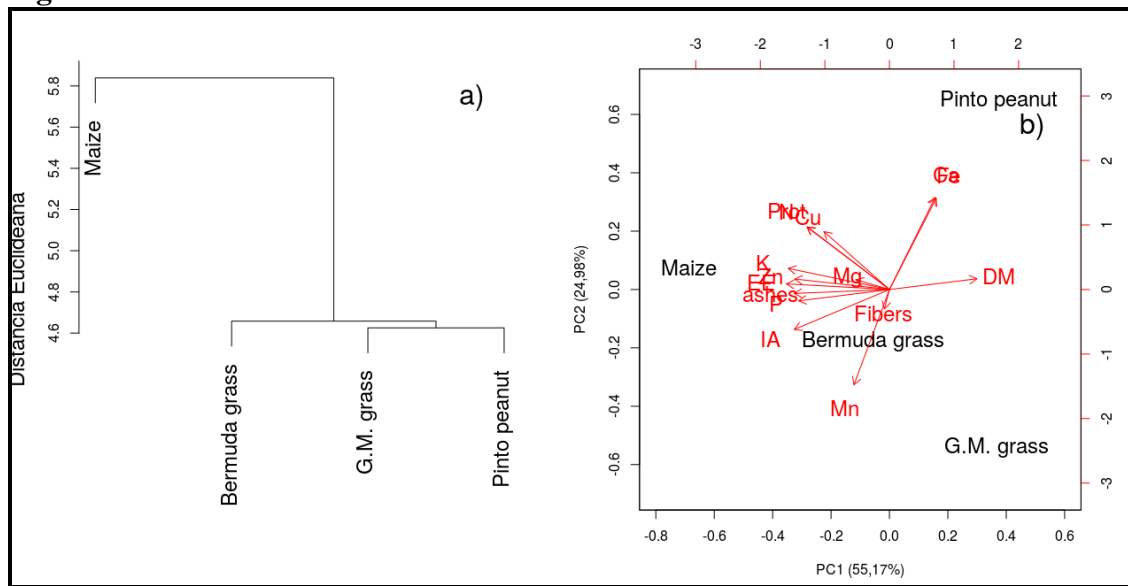 a)
5.8
5.6
5.4
5.2
5.0
4.8
4.6
Distancia Euclideana
Maize
Bermuda grass
G.M. grass
Pinto peanut
b)
-3 -2 -1 0 1 2
Pinto peanut
Ca
Fe
Prot
N
Cu
K
Zn
Mg
DM
Maize
EE
ashes
P
Fibers
IA
Bermuda grass
Mn
G.M. grass
0.6
0.4
0.2
0.0
-0.2
-0.4
-0.6
PC2 (24,98%)
3
2
1
0
-1
-2
-3
-0.8 -0.6 -0.4 -0.2 0.0 0.2 0.4 0.6
PC1 (55,17%)